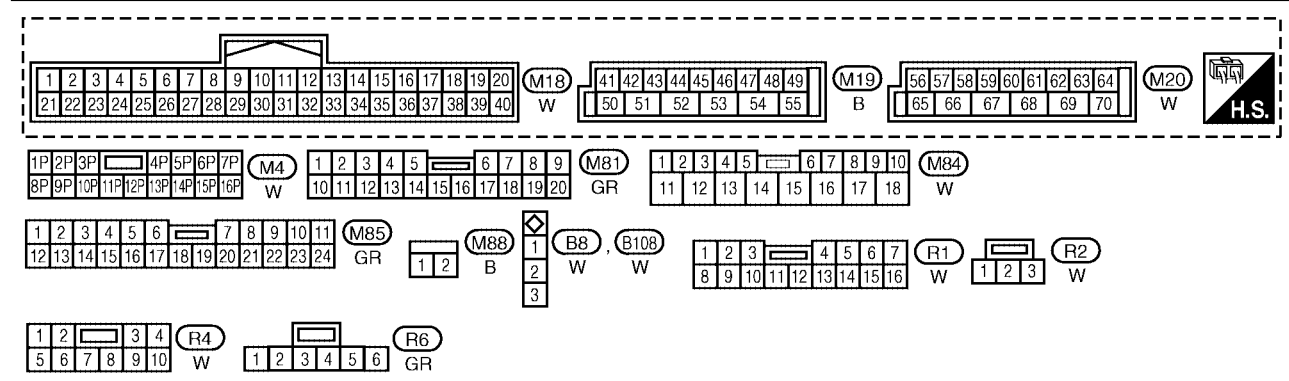 1 2 3 4 5 6 7 8 9 10 11 12 13 14 15 16 17 18 19 20 M18
21 22 23 24 25 26 27 28 29 30 31 32 33 34 35 36 37 38 39 40 W
41 42 43 44 45 46 47 48 49 M19
50 51 52 53 54 55 B
56 57 58 59 60 61 62 63 64 M20
65 66 67 68 69 70 W
H.S.
1P 2P 3P 4P 5P 6P 7P M4
8P 9P 10P 11P 12P 13P 14P 15P 16P W
1 2 3 4 5 6 7 8 9 M81
10 11 12 13 14 15 16 17 18 19 20 GR
1 2 3 4 5 6 7 8 9 10 M84
11 12 13 14 15 16 17 18 W
1 2 3 4 5 6 7 8 9 10 11 M85
12 13 14 15 16 17 18 19 20 21 22 23 24 GR
M88
1 2 B
1 B8 , B108
2 W W
3
1 2 3 4 5 6 7 R1
8 9 10 11 12 13 14 15 16 W
R2
1 2 3 W
1 2 3 4 R4
5 6 7 8 9 10 W
R6
1 2 3 4 5 6 GR